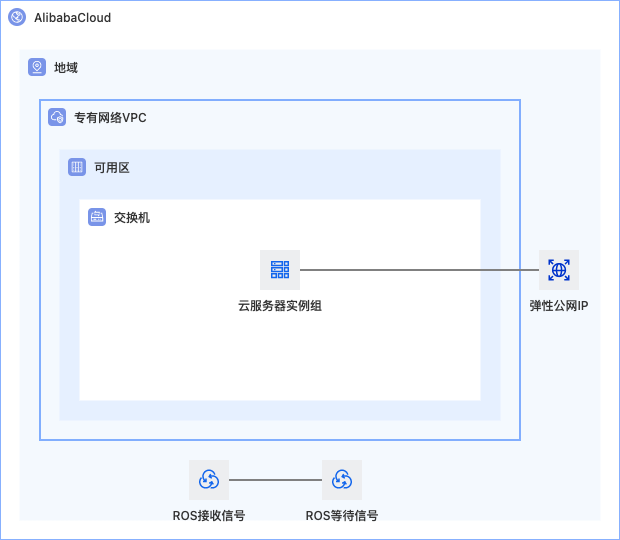 AlibabaCloud
地域
专有网络VPC
可用区
交换机
云服务器实例组
弹性公网IP
ROS接收信号
ROS等待信号